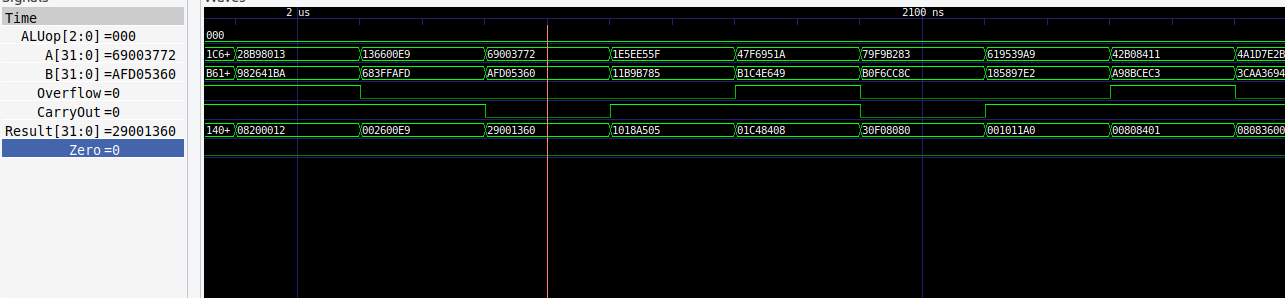 Signals Waves
Time 2 us 2100 ns
ALUop[2:0] =000 000
A[31:0] =69003772 1C6+ 28B98013 136600E9 69003772 1E5EE55F 47F6951A 79F9B283 619539A9 42B08411 4A1D7E2B
B[31:0] =AFD05360 B61+ 982641BA 683FFAFD AFD05360 11B9B785 B1C4E649 B0F6CC8C 185897E2 A98BCEC3 3CAA3694
Overflow =0
CarryOut =0
Result[31:0] =29001360 140+ 08200012 002600E9 29001360 1018A505 01C48408 30F08080 001011A0 00808401 08083600
Zero =0